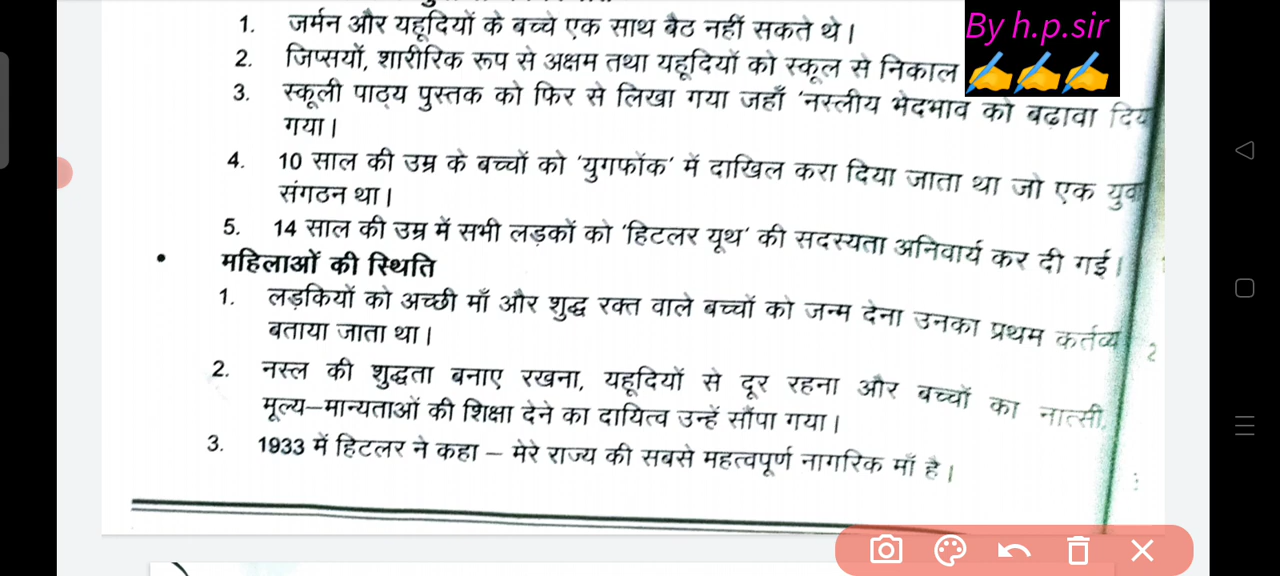 1. जर्मन और यहूदियों के बच्चे एक साथ बैठ नहीं सकते थे।
By h.p.sir
2. जिप्सयों, शारीरिक रूप से अक्षम तथा यहूदियों को स्कूल से निकाल
3. स्कूली पाठ्य पुस्तक को फिर से लिखा गया जहाँ 'नस्लीय भेदभाव को बढ़ावा दिय
गया।
4. 10 साल की उम्र के बच्चों को 'युगफॉक' में दाखिल करा दिया जाता था जो एक युव
संगठन था।
5. 14 साल की उम्र में सभी लड़कों को 'हिटलर यूथ' की सदस्यता अनिवार्य कर दी गई।
• महिलाओं की स्थिति
1. लड़कियों को अच्छी माँ और शुद्ध रक्त वाले बच्चों को जन्म देना उनका प्रथम कर्तव्य
बताया जाता था।
2. नस्ल की शुद्धता बनाए रखना, यहूदियों से दूर रहना और बच्चों का नात्सी,
मूल्य–मान्यताओं की शिक्षा देने का दायित्व उन्हें सौंपा गया।
3. 1933 में हिटलर ने कहा – मेरे राज्य की सबसे महत्वपूर्ण नागरिक माँ है।